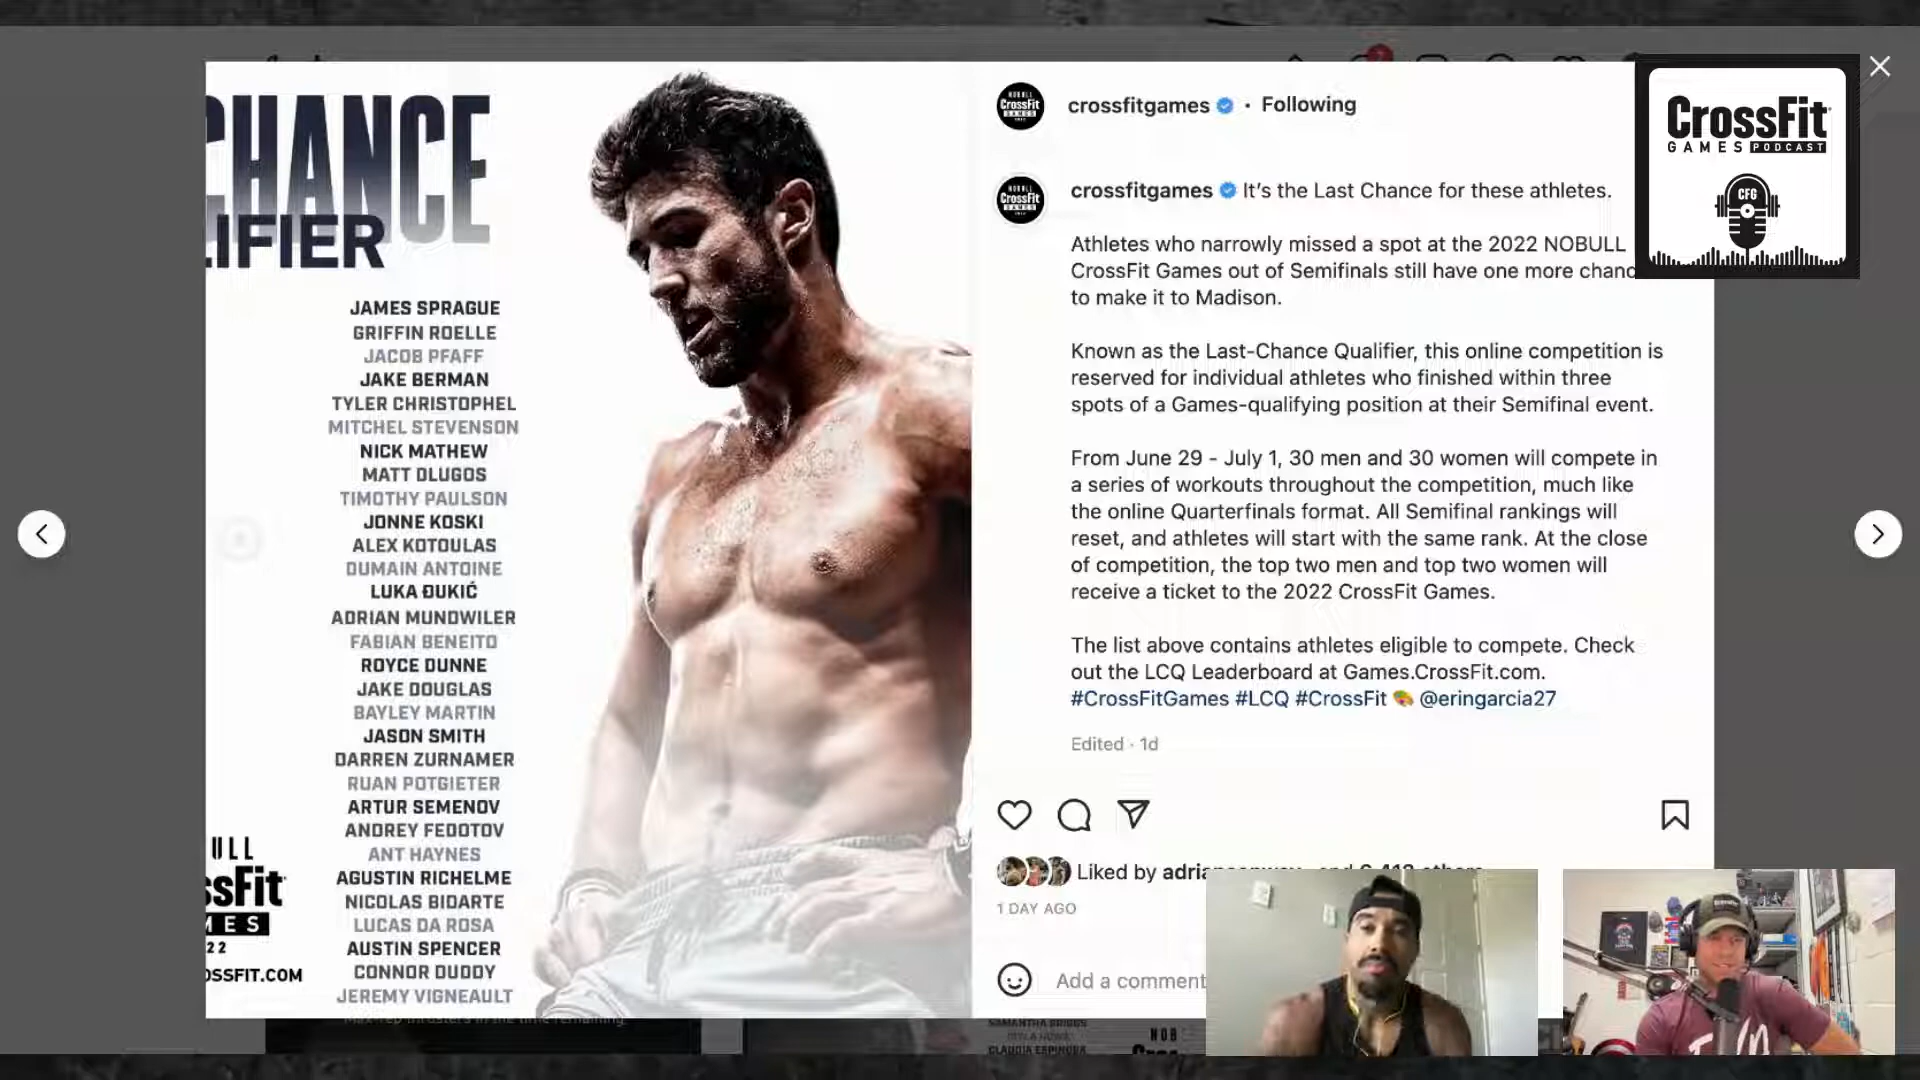 CHANCE
IFIER
JAMES SPRAGUE
GRIFFIN ROELLE
JACOB PFAFF
JAKE BERMAN
TYLER CHRISTOPHEL
MITCHEL STEVENSON
NICK MATHEW
MATT DLUGOS
TIMOTHY PAULSON
JONNE KOSKI
ALEX KOTOULAS
DUMAIN ANTOINE
LUKA ĐUKIĆ
ADRIAN MUNDWILER
FABIAN BENEITO
ROYCE DUNNE
JAKE DOUGLAS
BAYLEY MARTIN
JASON SMITH
DARREN ZURNAMER
RUAN POTGIETER
ARTUR SEMENOV
ANDREY FEDOTOV
ANT HAYNES
AGUSTIN RICHELME
NICOLAS BIDARTE
LUCAS DA ROSA
AUSTIN SPENCER
CONNOR DUDDY
JEREMY VIGNEAULT
ULL
ssFit
MES
22
OSSFIT.COM
crossfitgames • Following
crossfitgames It's the Last Chance for these athletes.
Athletes who narrowly missed a spot at the 2022 NOBULL
CrossFit Games out of Semifinals still have one more chanc
to make it to Madison.
Known as the Last-Chance Qualifier, this online competition is
reserved for individual athletes who finished within three
spots of a Games-qualifying position at their Semifinal event.
From June 29 - July 1, 30 men and 30 women will compete in
a series of workouts throughout the competition, much like
the online Quarterfinals format. All Semifinal rankings will
reset, and athletes will start with the same rank. At the close
of competition, the top two men and top two women will
receive a ticket to the 2022 CrossFit Games.
The list above contains athletes eligible to compete. Check
out the LCQ Leaderboard at Games.CrossFit.com.
#CrossFitGames #LCQ #CrossFit 🎨 @eringarcia27
Edited · 1d
Liked by
1 DAY AGO
Add a comment
CrossFit
GAMES PODCAST
CFG
SAMANTHA BRIGGS
CLAUDIA ESPINOSA
NOB